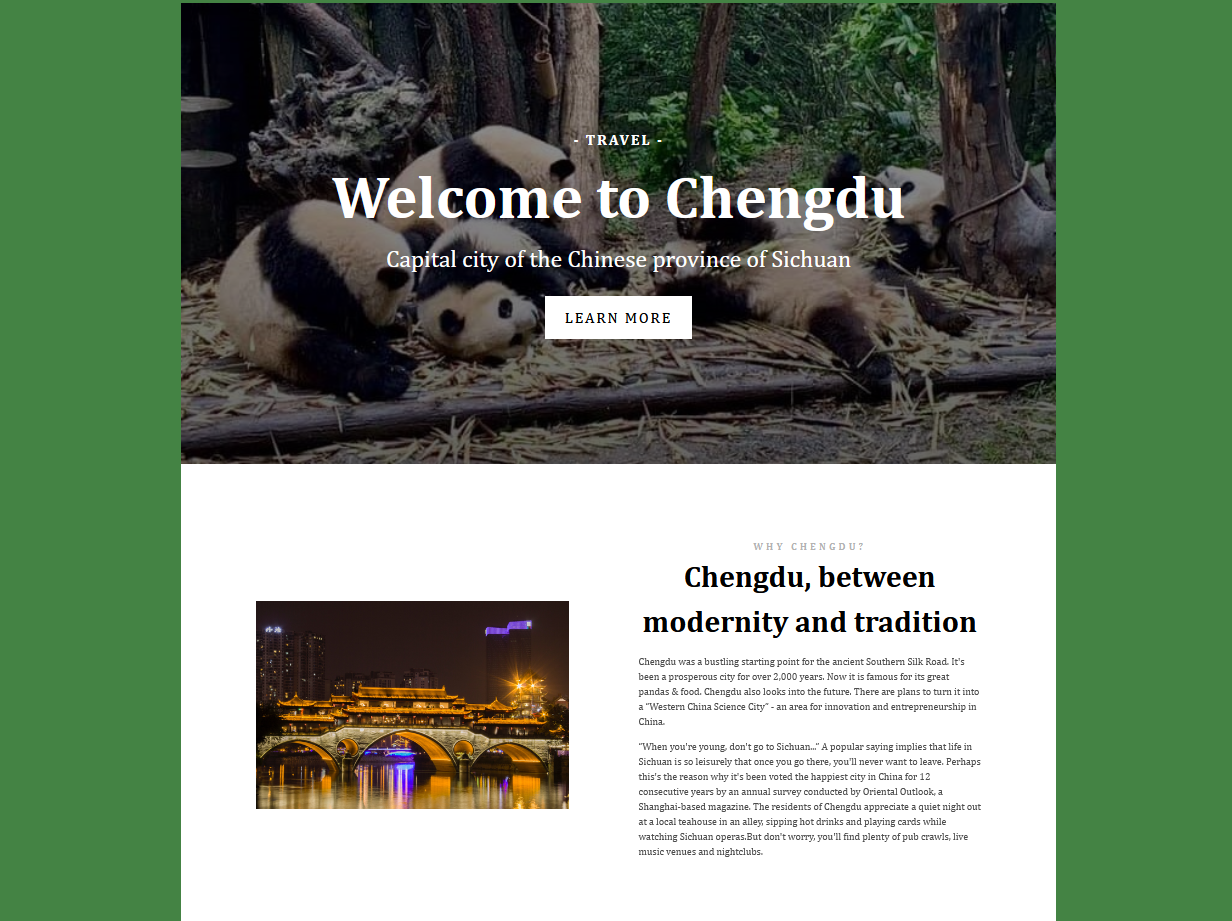 - TRAVEL -
Welcome to Chengdu
Capital city of the Chinese province of Sichuan
LEARN MORE
WHY CHENGDU?
Chengdu, between
modernity and tradition
Chengdu was a bustling starting point for the ancient Southern Silk Road. It's
been a prosperous city for over 2,000 years. Now it is famous for its great
pandas & food. Chengdu also looks into the future. There are plans to turn it into
a "Western China Science City" - an area for innovation and entrepreneurship in
China.
"When you're young, don't go to Sichuan..." A popular saying implies that life in
Sichuan is so leisurely that once you go there, you'll never want to leave. Perhaps
this's the reason why it's been voted the happiest city in China for 12
consecutive years by an annual survey conducted by Oriental Outlook, a
Shanghai-based magazine. The residents of Chengdu appreciate a quiet night out
at a local teahouse in an alley, sipping hot drinks and playing cards while
watching Sichuan operas.But don't worry, you'll find plenty of pub crawls, live
music venues and nightclubs.